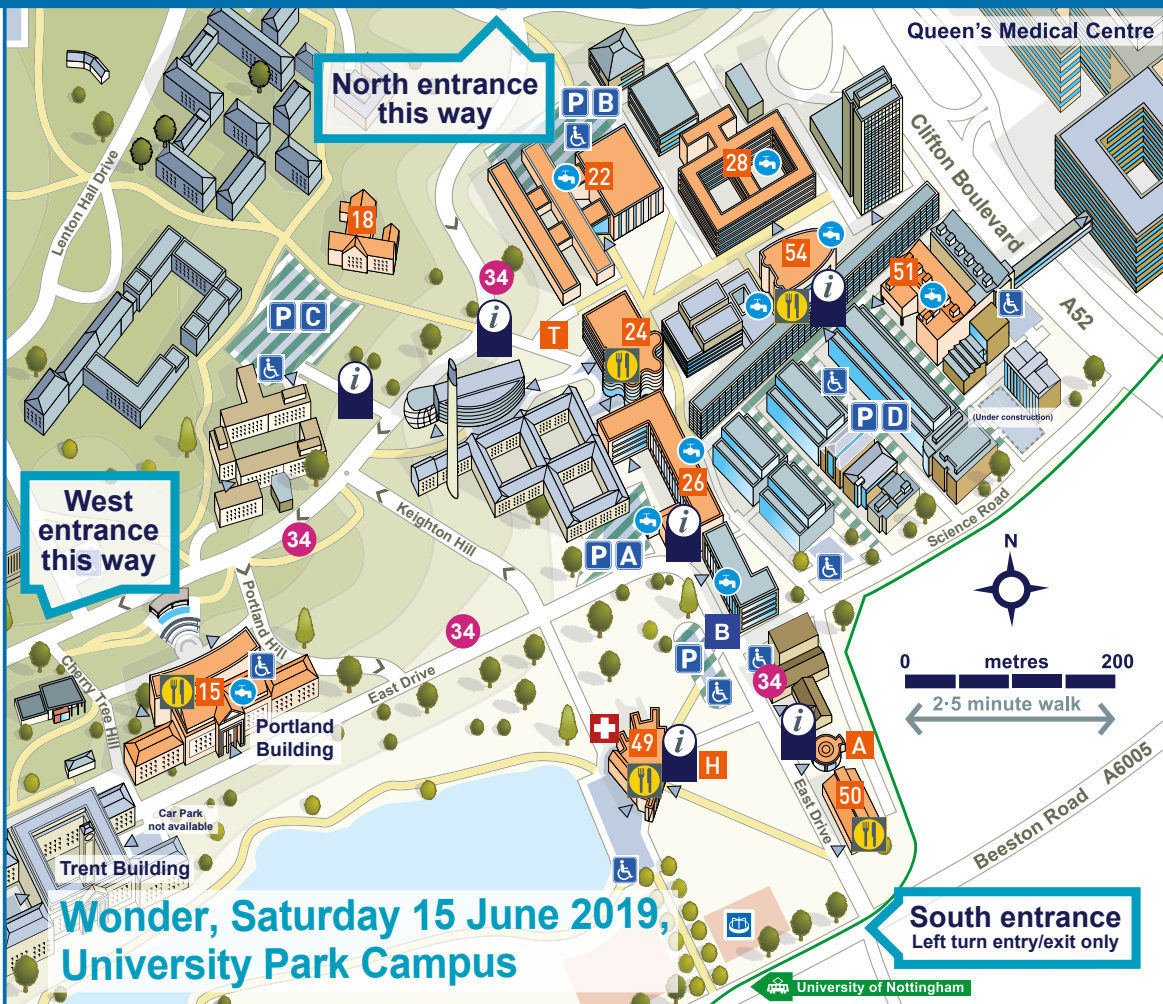 Queen's Medical Centre
North entrance
this way
P B
Clifton Boulevard
Lenton Hall Drive
22
28
18
54
51
34
i
i
A52
P C
T
24
i
P D
(Under construction)
26
West
entrance
this way
Keighton Hill
i
Science Road
34
P A
N
Portland Hill
34
B
P
0 metres 200
2·5 minute walk
Cherry Tree Hill
15
East Drive
34
Portland
Building
49
i
H
i
A
50
East Drive
Beeston Road A6005
Car Park
not available
Trent Building
Wonder, Saturday 15 June 2019,
University Park Campus
South entrance
Left turn entry/exit only
University of Nottingham